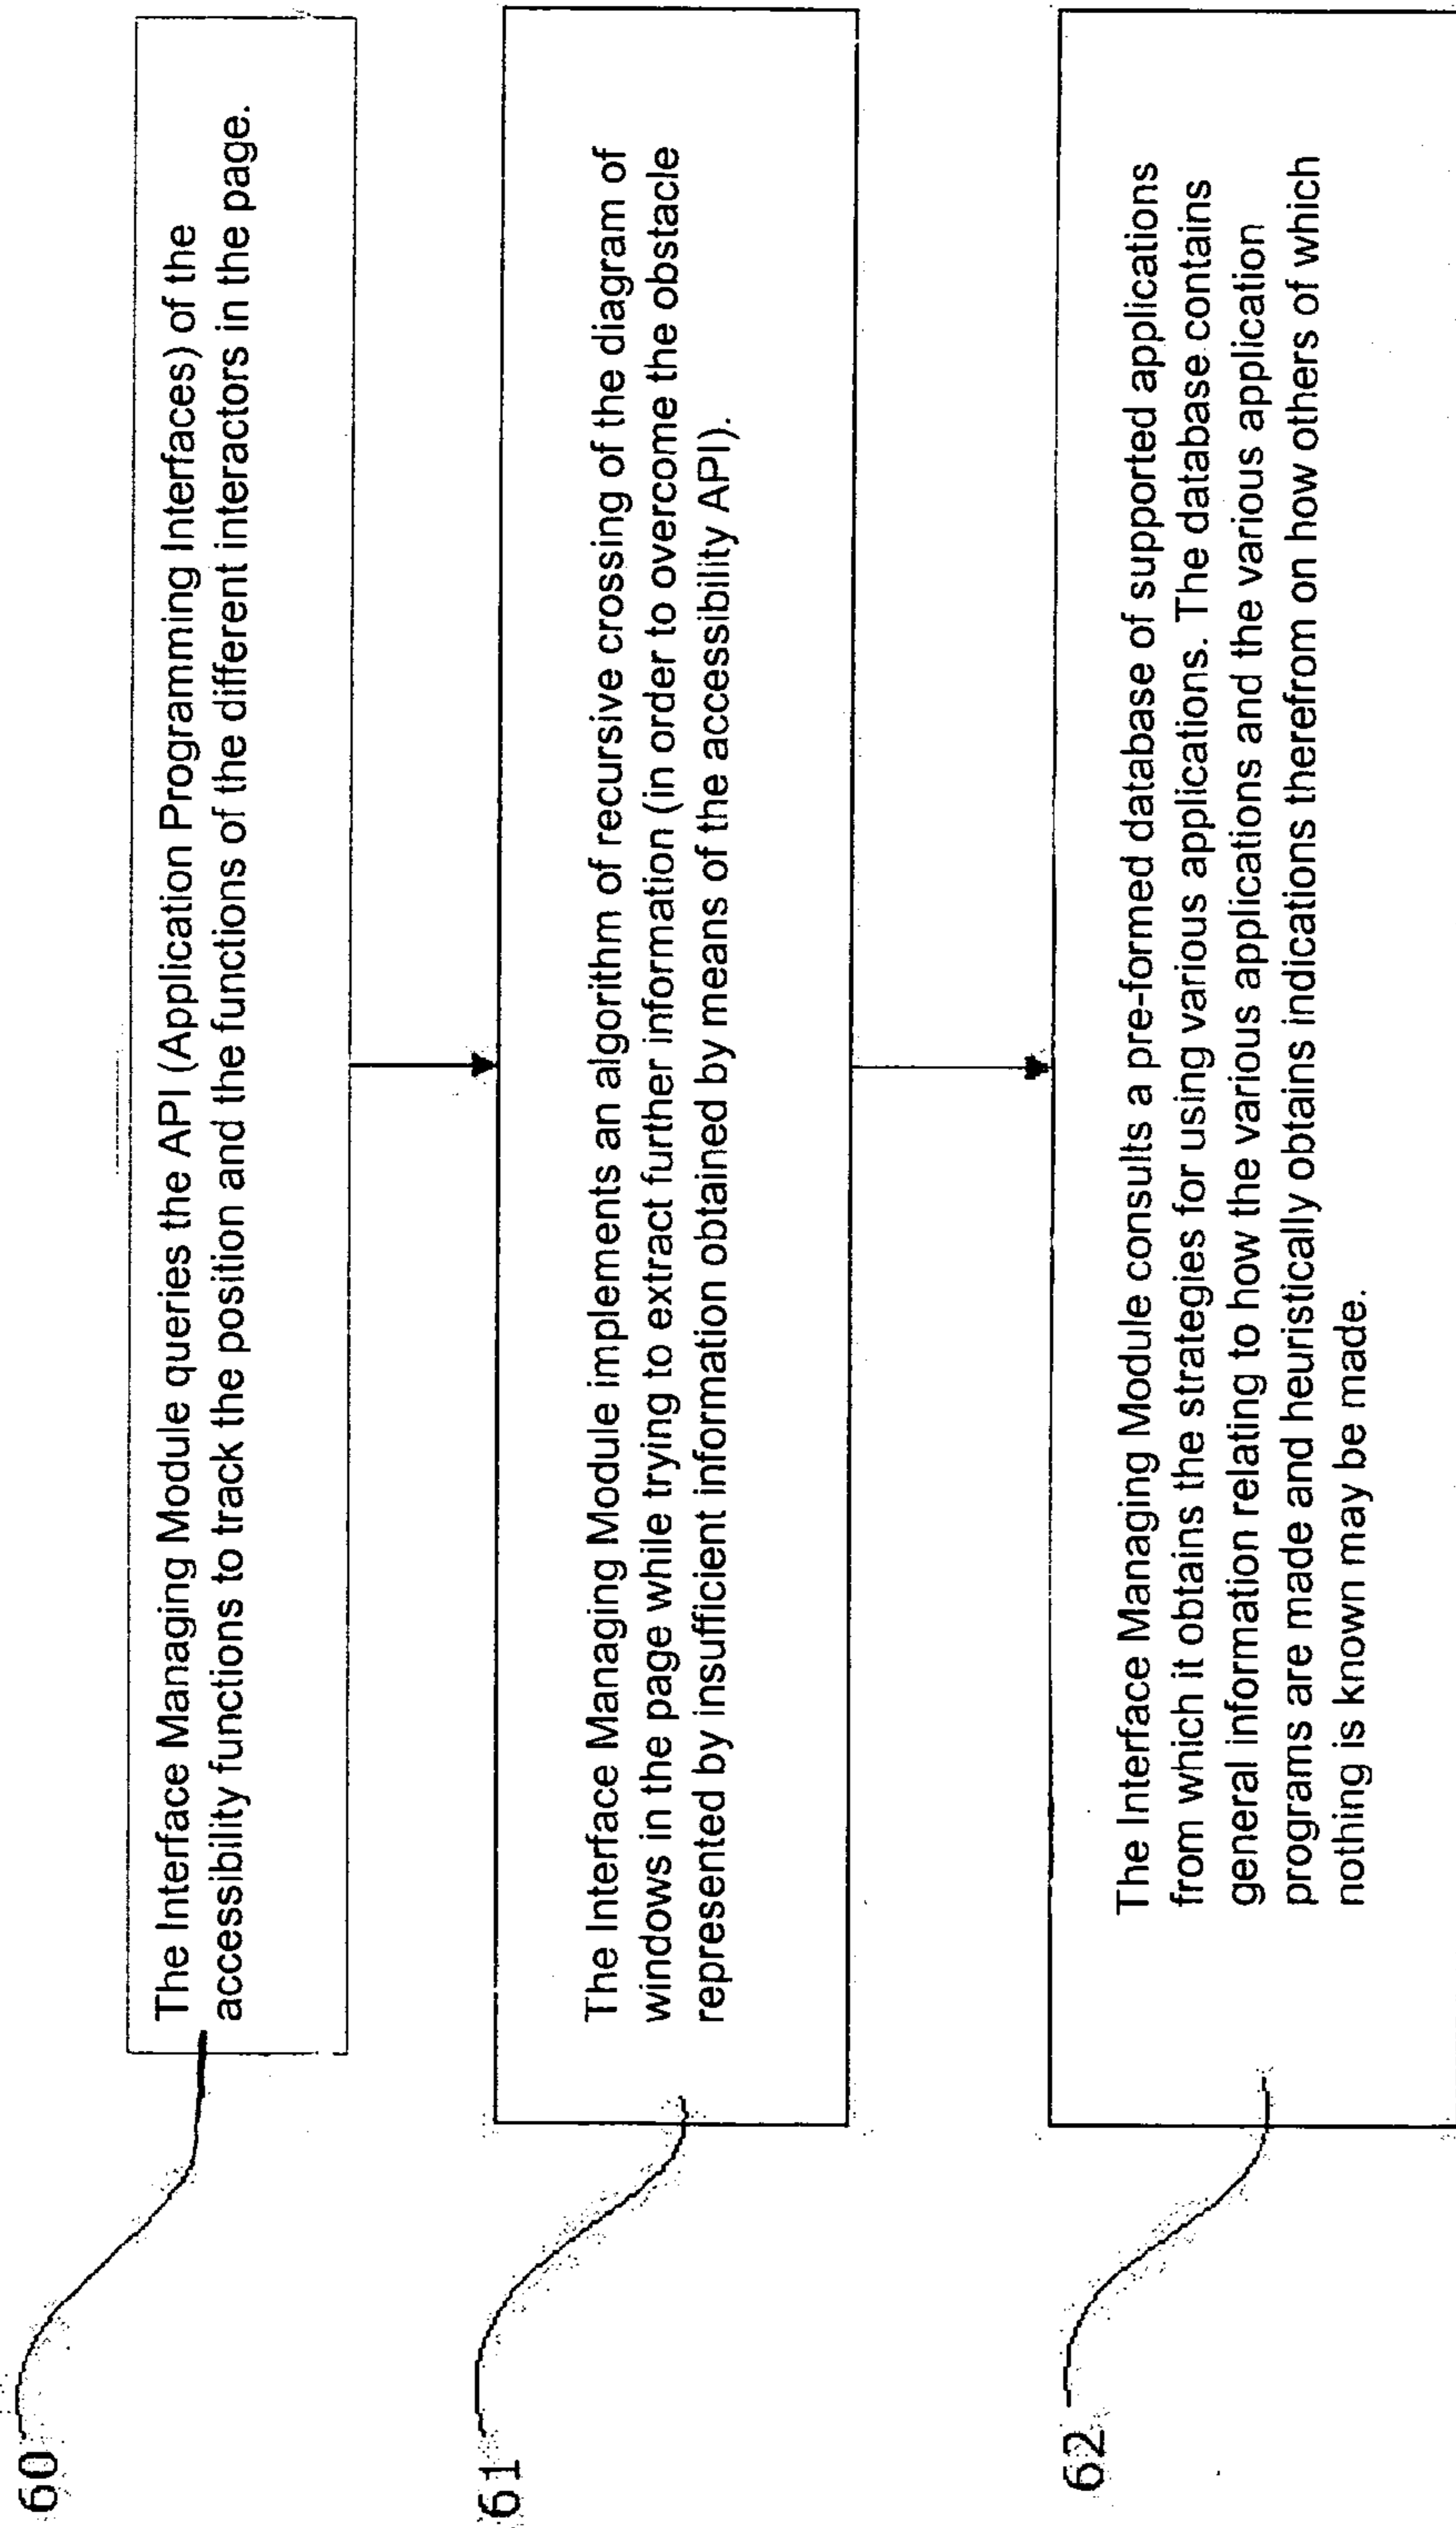 60
The Interface Managing Module queries the API (Application Programming Interfaces) of the
accessibility functions to track the position and the functions of the different interactors in the page.
61
The Interface Managing Module implements an algorithm of recursive crossing of the diagram of
windows in the page while trying to extract further information (in order to overcome the obstacle
represented by insufficient information obtained by means of the accessibility API).
62
The Interface Managing Module consults a pre-formed database of supported applications
from which it obtains the strategies for using various applications. The database contains
general information relating to how the various applications and the various application
programs are made and heuristically obtains indications therefrom on how others of which
nothing is known may be made.